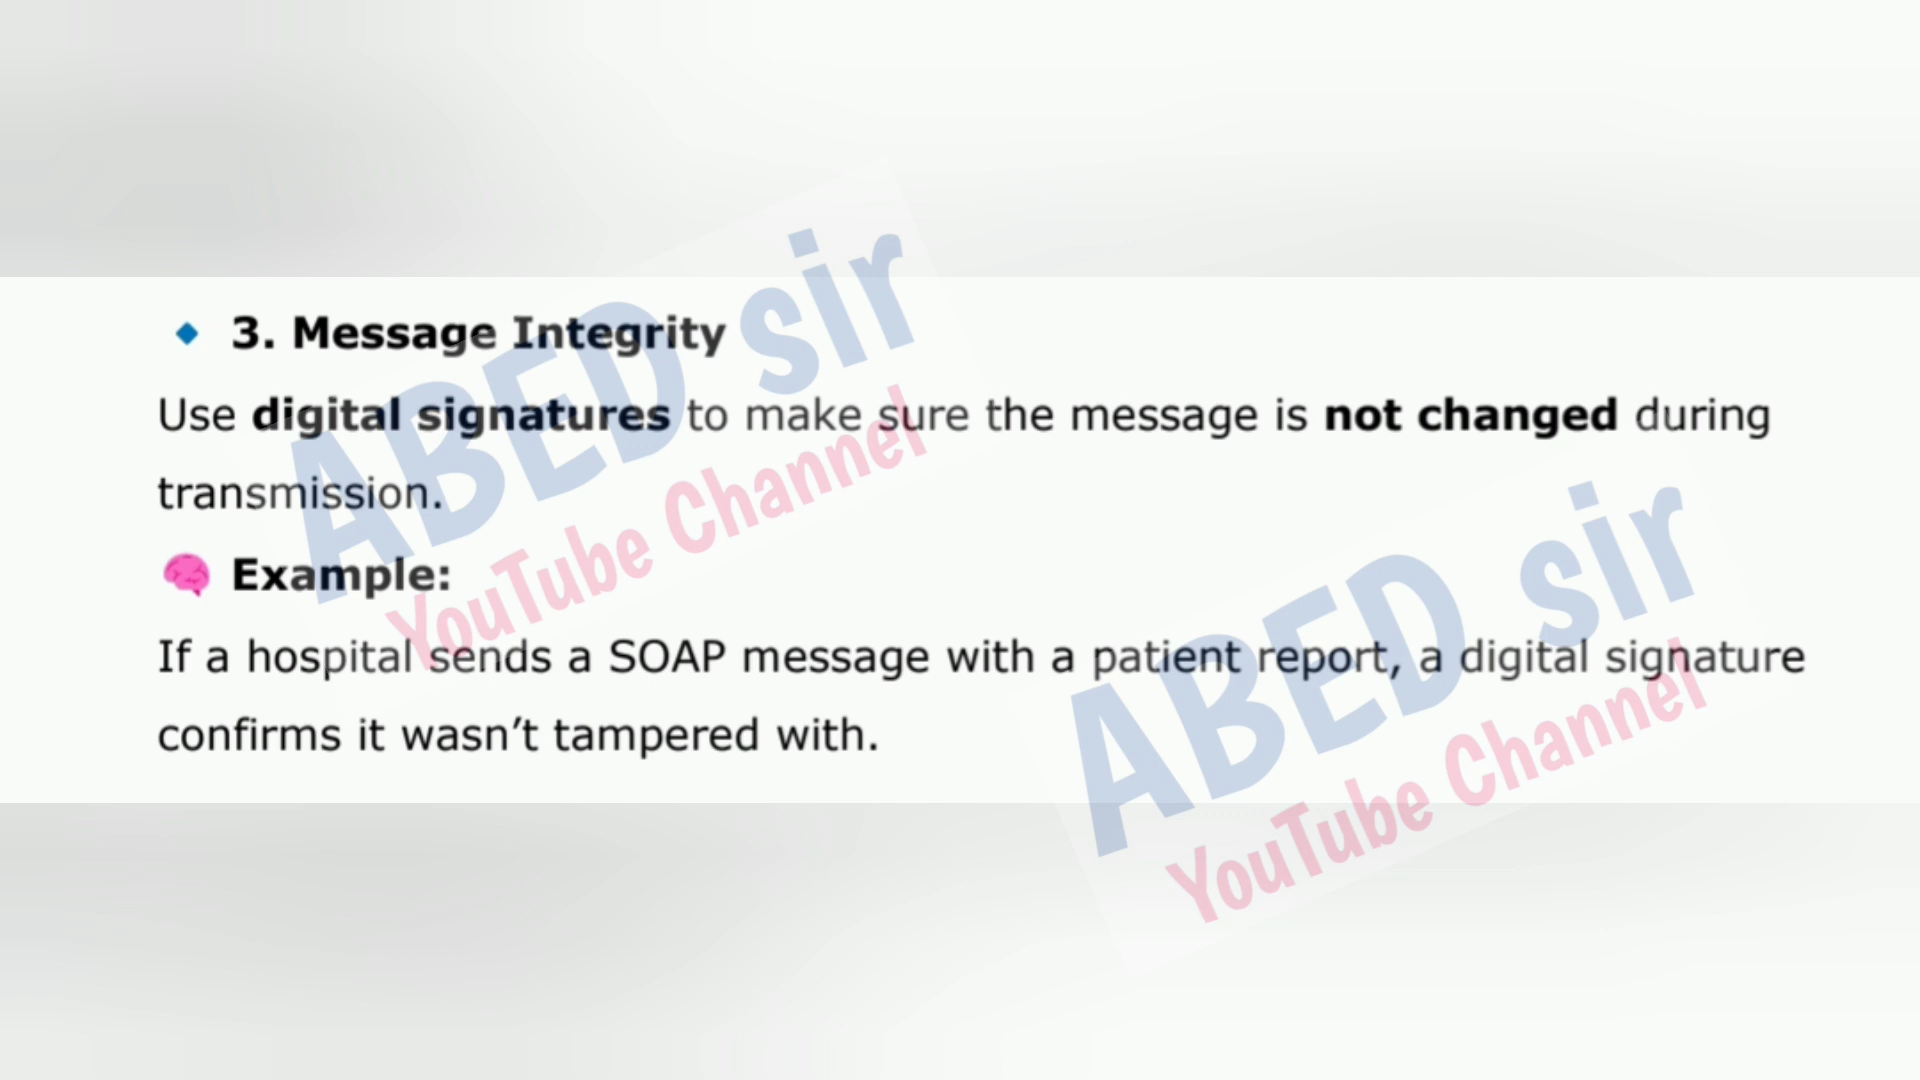 🔹 3. Message Integrity
Use digital signatures to make sure the message is not changed during
transmission.
🧠 Example:
If a hospital sends a SOAP message with a patient report, a digital signature
confirms it wasn’t tampered with.
ABED sir
YouTube Channel
ABED sir
YouTube Channel